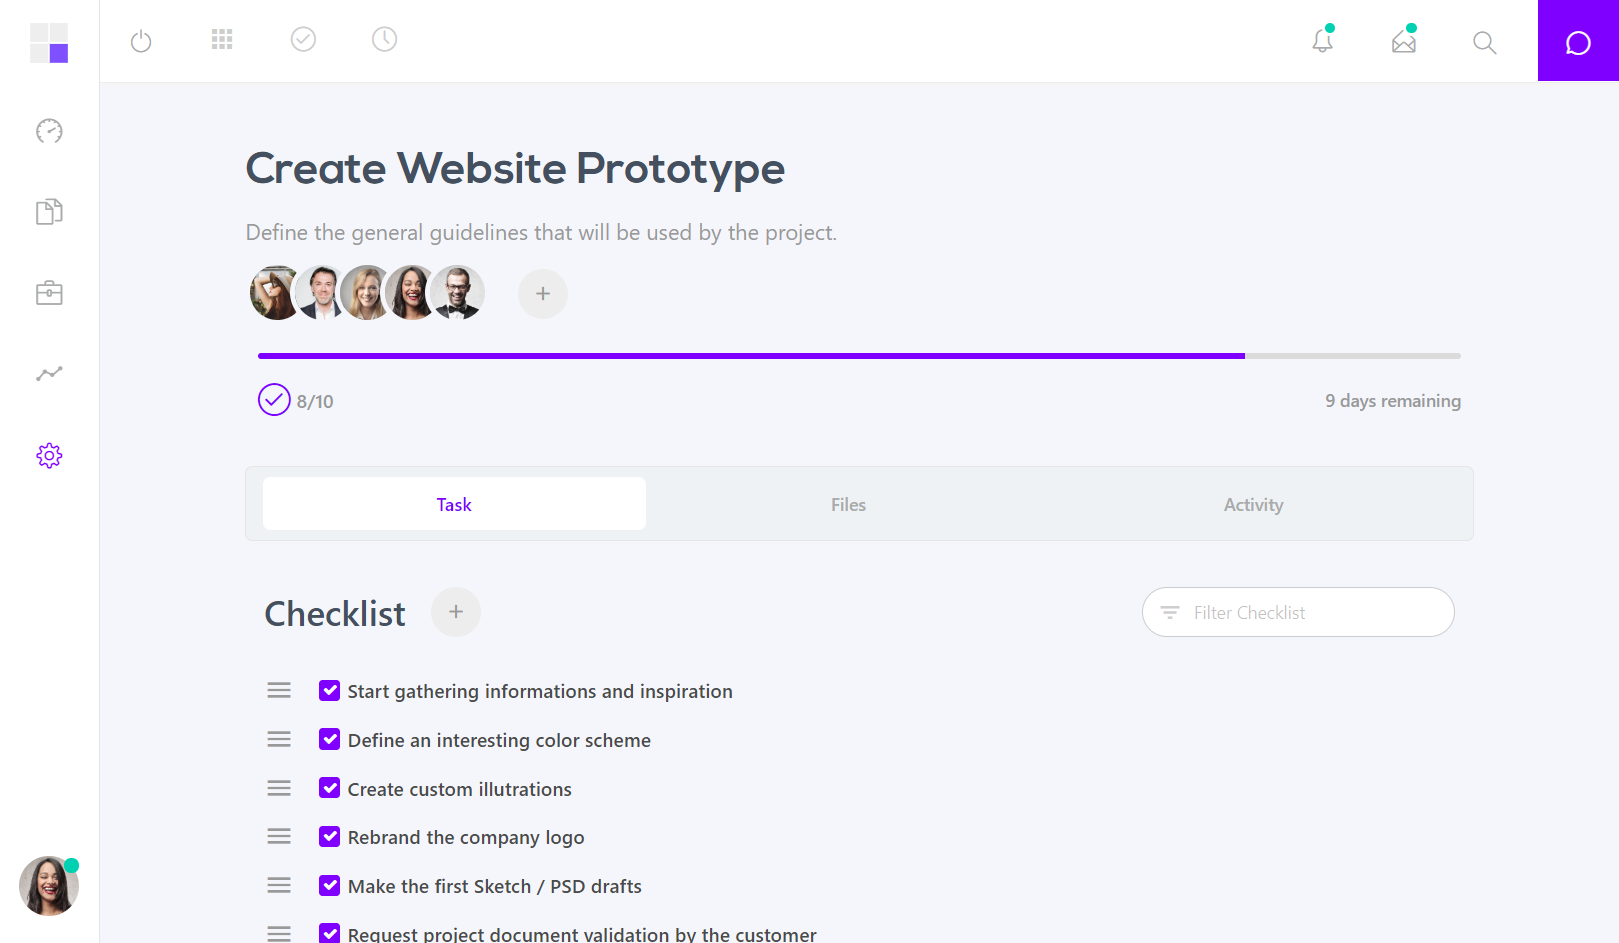 Create Website Prototype
Define the general guidelines that will be used by the project.
8/10
9 days remaining
Task
Files
Activity
Checklist
Filter Checklist
Start gathering informations and inspiration
Define an interesting color scheme
Create custom illutrations
Rebrand the company logo
Make the first Sketch / PSD drafts
Request project document validation by the customer